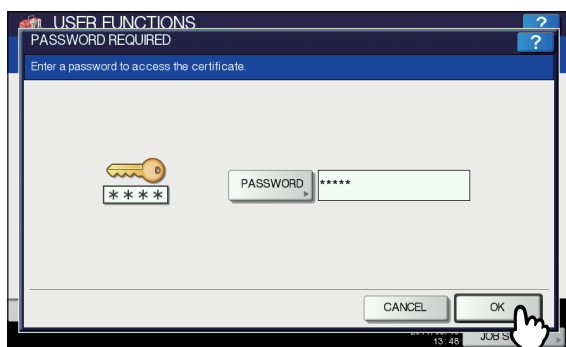 USER FUNCTIONS
?
PASSWORD REQUIRED
?
Enter a password to access the certificate.
****
PASSWORD
*****
CANCEL
OK
13:48
JOB S